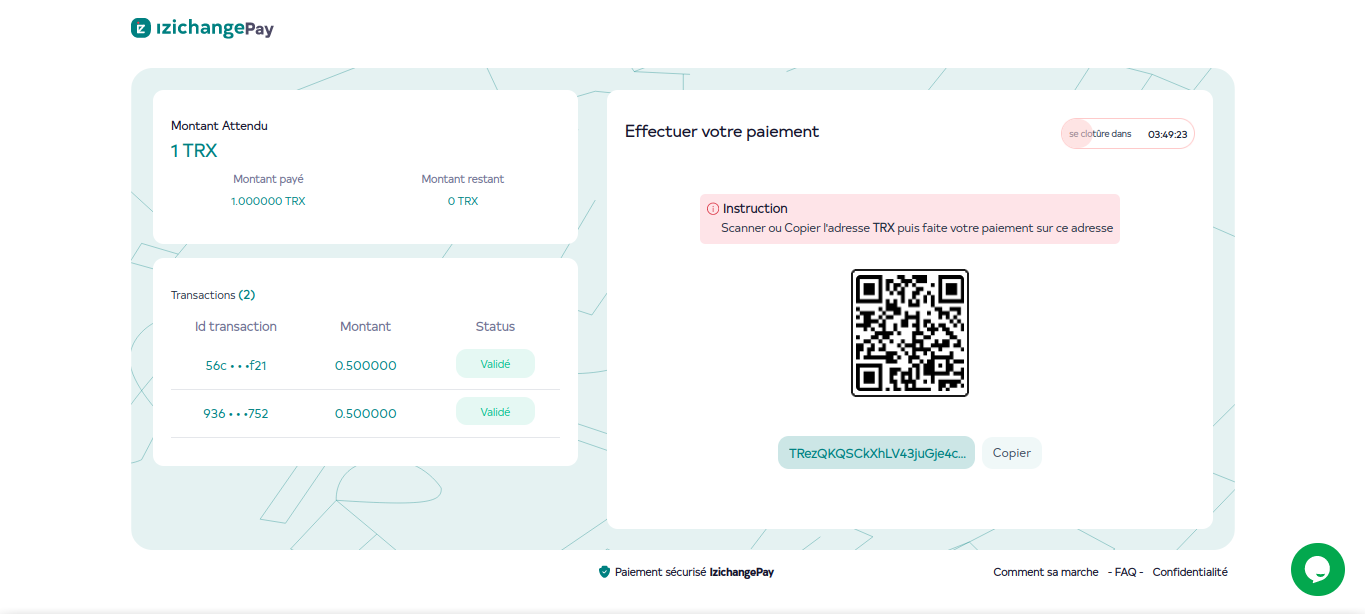 ızichangePay
Montant Attendu
1 TRX
Montant payé Montant restant
1.000000 TRX 0 TRX
Transactions (2)
Id transaction Montant Status
56c •••f21 0.500000 Validé
936 •••752 0.500000 Validé
Effectuer votre paiement
se clotûre dans 03:49:23
Instruction
Scanner ou Copier l'adresse TRX puis faite votre paiement sur ce adresse
TRezQKQSCkXhLV43juGje4c... Copier
Paiement sécurisé IzichangePay
Comment sa marche - FAQ - Confidentialité